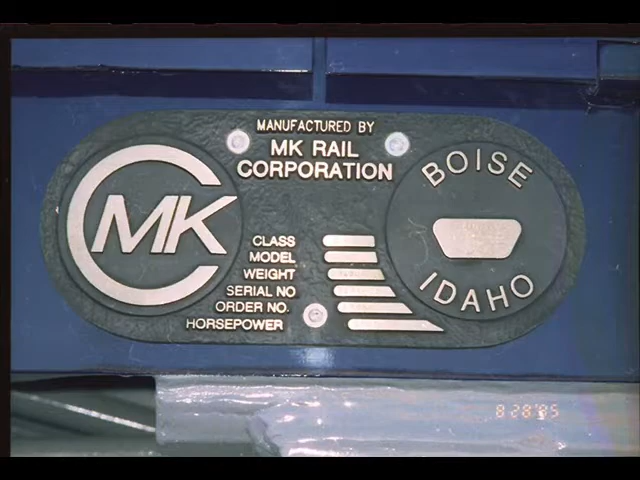 MANUFACTURED BY
MK RAIL
CORPORATION
MK
BOISE
IDAHO
CLASS
MODEL
WEIGHT
SERIAL NO
ORDER NO.
HORSEPOWER
8-28'95